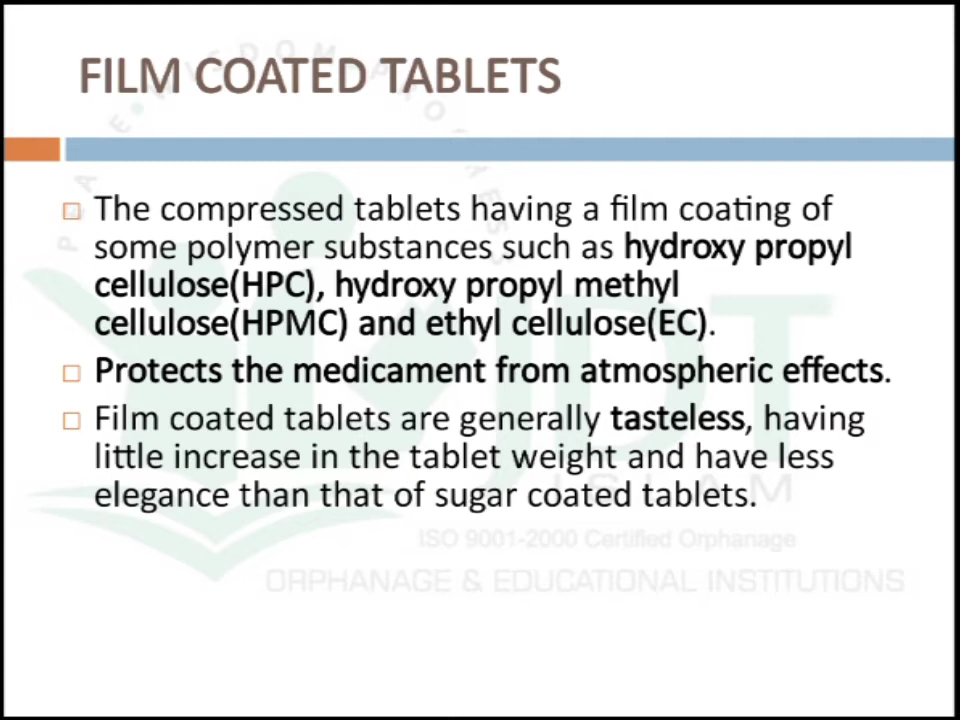 FILM COATED TABLETS
The compressed tablets having a film coating of
some polymer substances such as hydroxy propyl
cellulose(HPC), hydroxy propyl methyl
cellulose(HPMC) and ethyl cellulose(EC).
Protects the medicament from atmospheric effects.
Film coated tablets are generally tasteless, having
little increase in the tablet weight and have less
elegance than that of sugar coated tablets.
JDT
ISLAM
ISO 9001-2000 Certified Orphanage
ORPHANAGE & EDUCATIONAL INSTITUTIONS